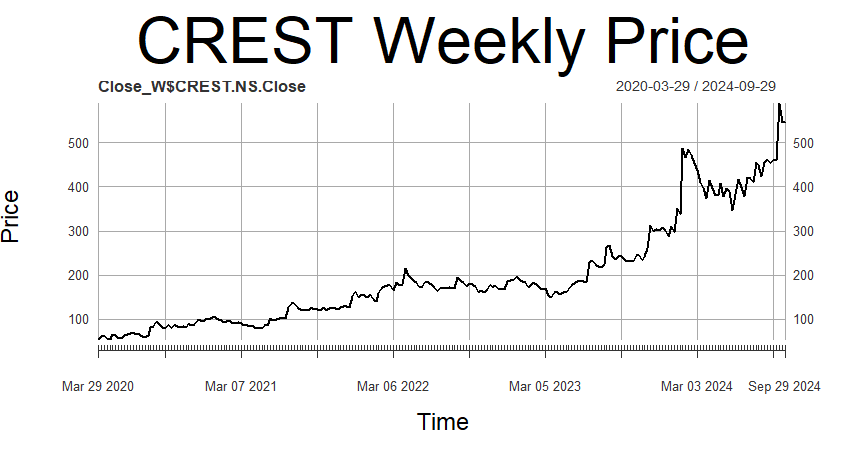 CREST Weekly Price
Close_W$CREST.NS.Close 2020-03-29 / 2024-09-29
500 500
400 400
300 300
200 200
100 100
Price
Mar 29 2020 Mar 07 2021 Mar 06 2022 Mar 05 2023 Mar 03 2024 Sep 29 2024
Time